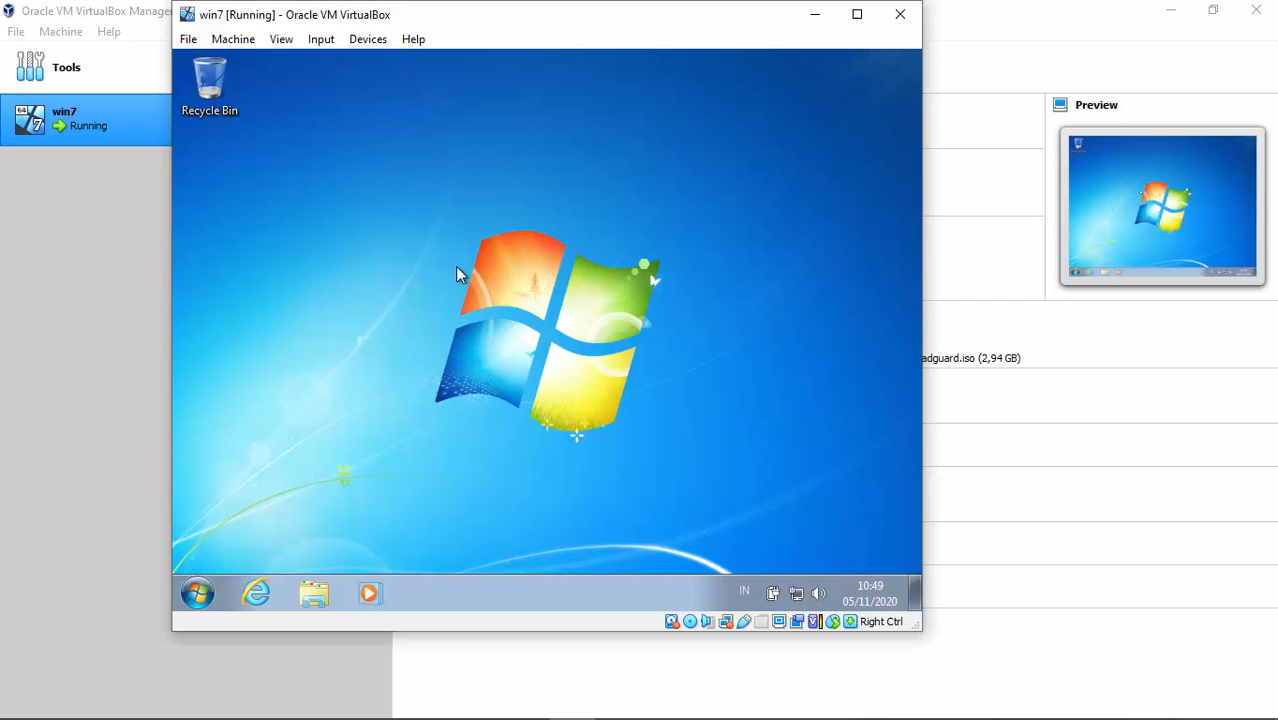 Oracle VM VirtualBox Manager
File Machine Help
Tools
win7
Running
win7 [Running] - Oracle VM VirtualBox
File Machine View Input Devices Help
Recycle Bin
IN
10:49
05/11/2020
Right Ctrl
Preview
adguard.iso (2,94 GB)